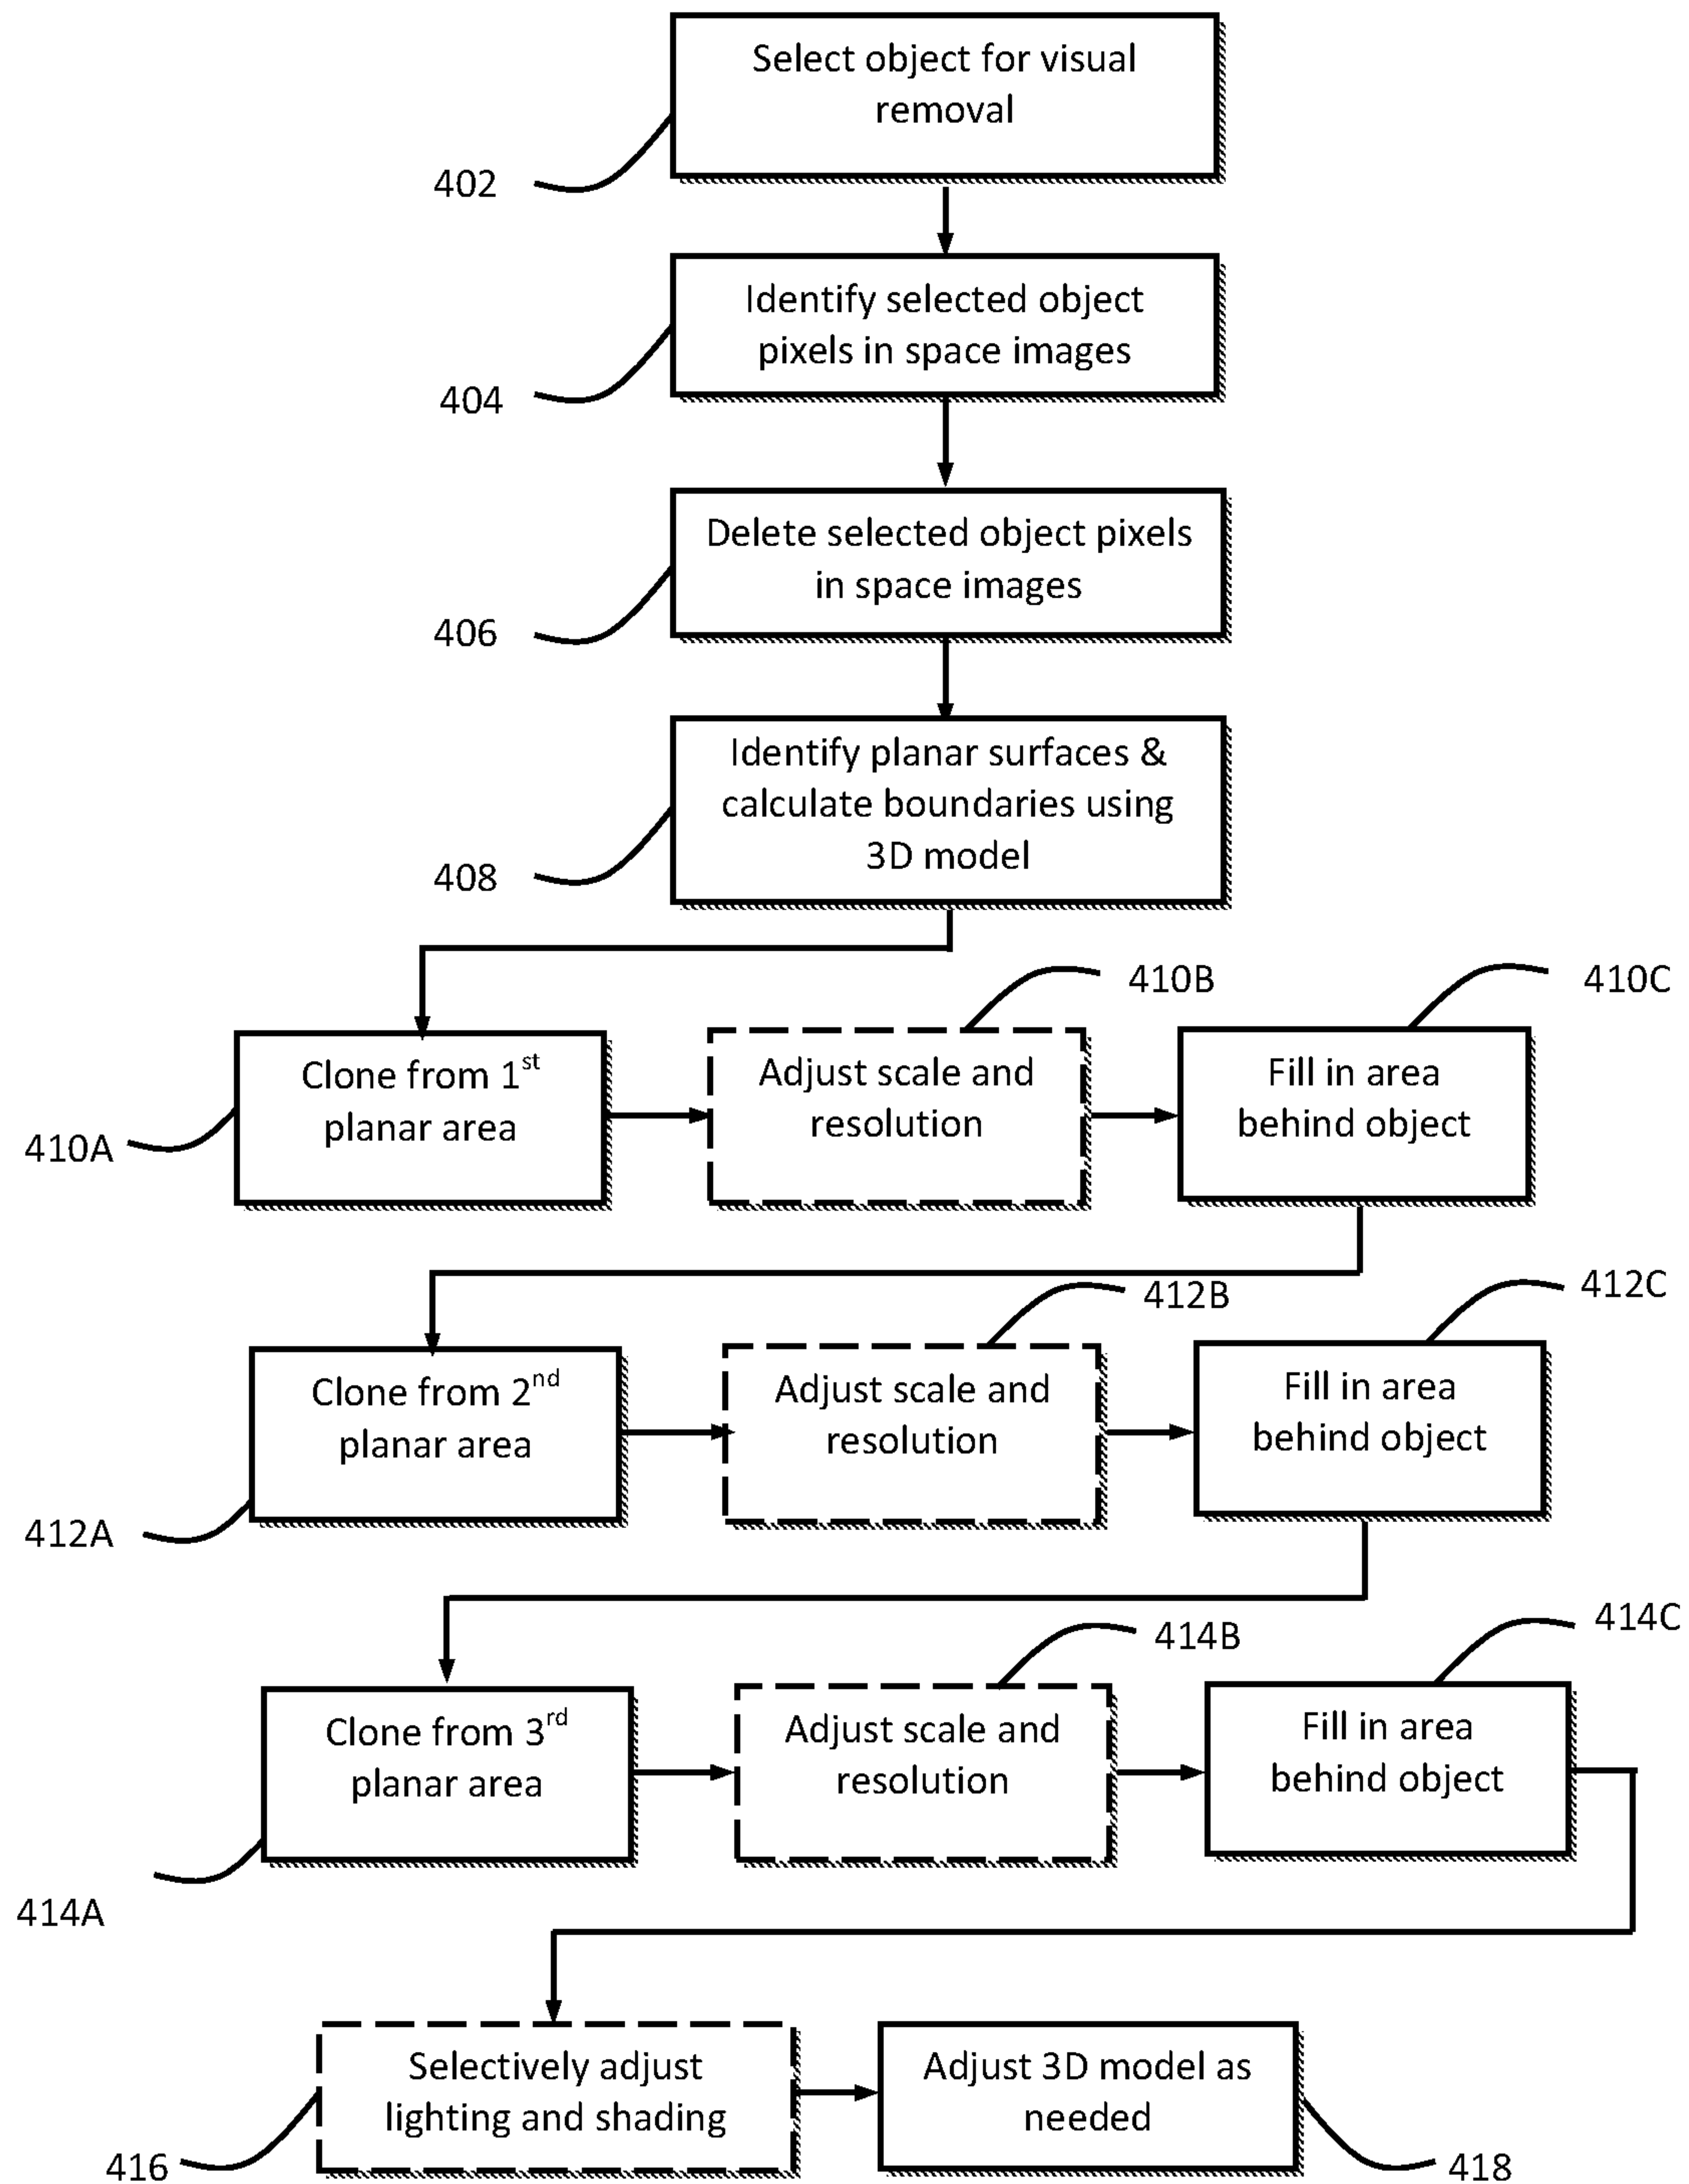 Select object for visual
removal
402
Identify selected object
pixels in space images
404
Delete selected object pixels
in space images
406
Identify planar surfaces &
calculate boundaries using
3D model
408
410B
410C
Clone from 1st
planar area
Adjust scale and
resolution
Fill in area
behind object
410A
412B
412C
Clone from 2nd
planar area
Adjust scale and
resolution
Fill in area
behind object
412A
414B
414C
Clone from 3rd
planar area
Adjust scale and
resolution
Fill in area
behind object
414A
Selectively adjust
lighting and shading
Adjust 3D model as
needed
416
418